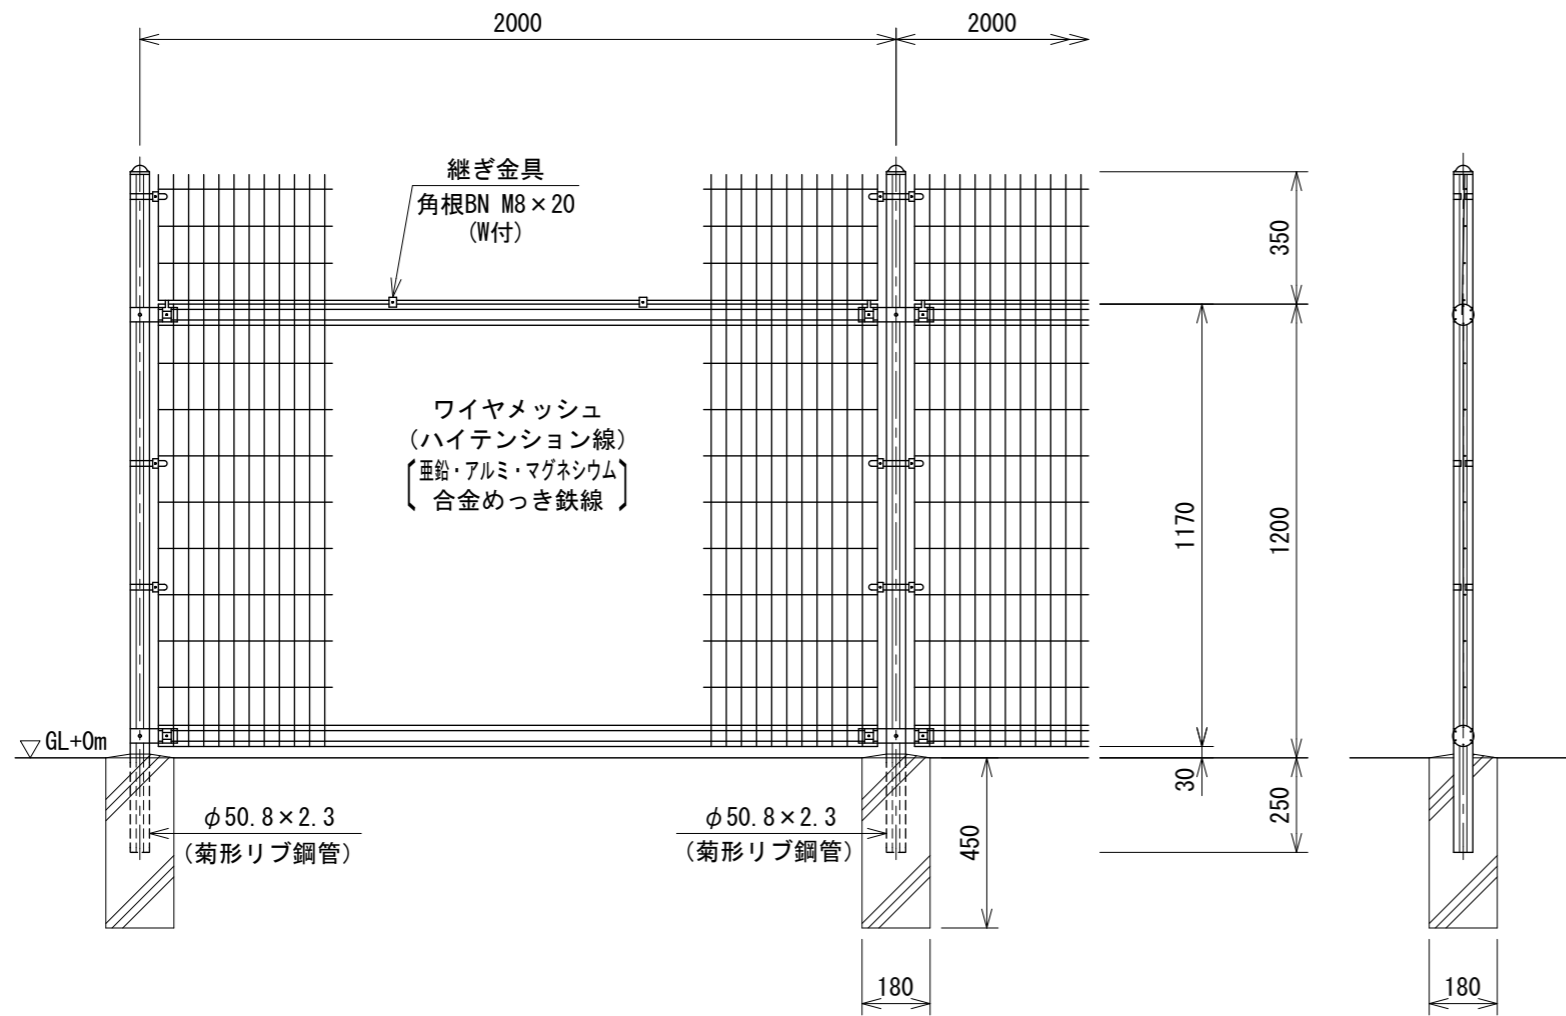 2000
2000
継ぎ金具
角根BN M8×20
(W付)
350
ワイヤメッシュ
(ハイテンション線)
亜鉛・アルミ・マグネシウム
合金めっき鉄線
1170
1200
GL+0m
30
250
φ50.8×2.3
(菊形リブ鋼管)
φ50.8×2.3
(菊形リブ鋼管)
450
180
180